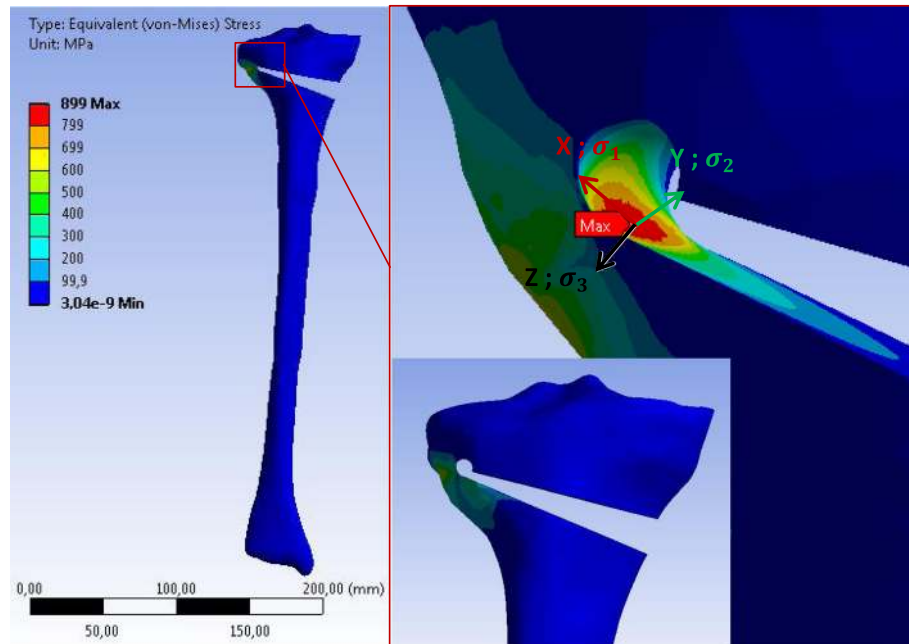 Type: Equivalent (von-Mises) Stress
Unit: MPa
899 Max
799
699
600
500
400
300
200
99,9
3,04e-9 Min
X ; σ₁
Y ; σ₂
Max
Z ; σ₃
0,00 100,00 200,00 (mm)
50,00 150,00